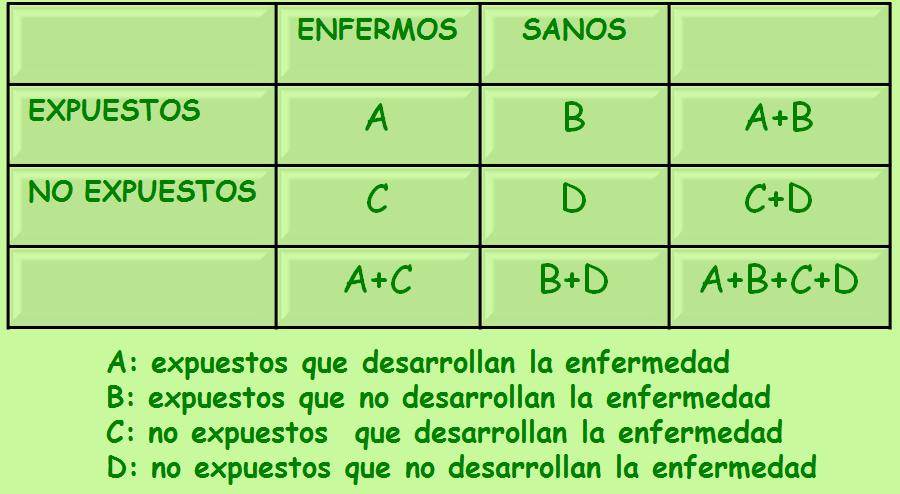 ENFERMOS SANOS
EXPUESTOS A B A+B
NO EXPUESTOS C D C+D
A+C B+D A+B+C+D
A: expuestos que desarrollan la enfermedad
B: expuestos que no desarrollan la enfermedad
C: no expuestos que desarrollan la enfermedad
D: no expuestos que no desarrollan la enfermedad